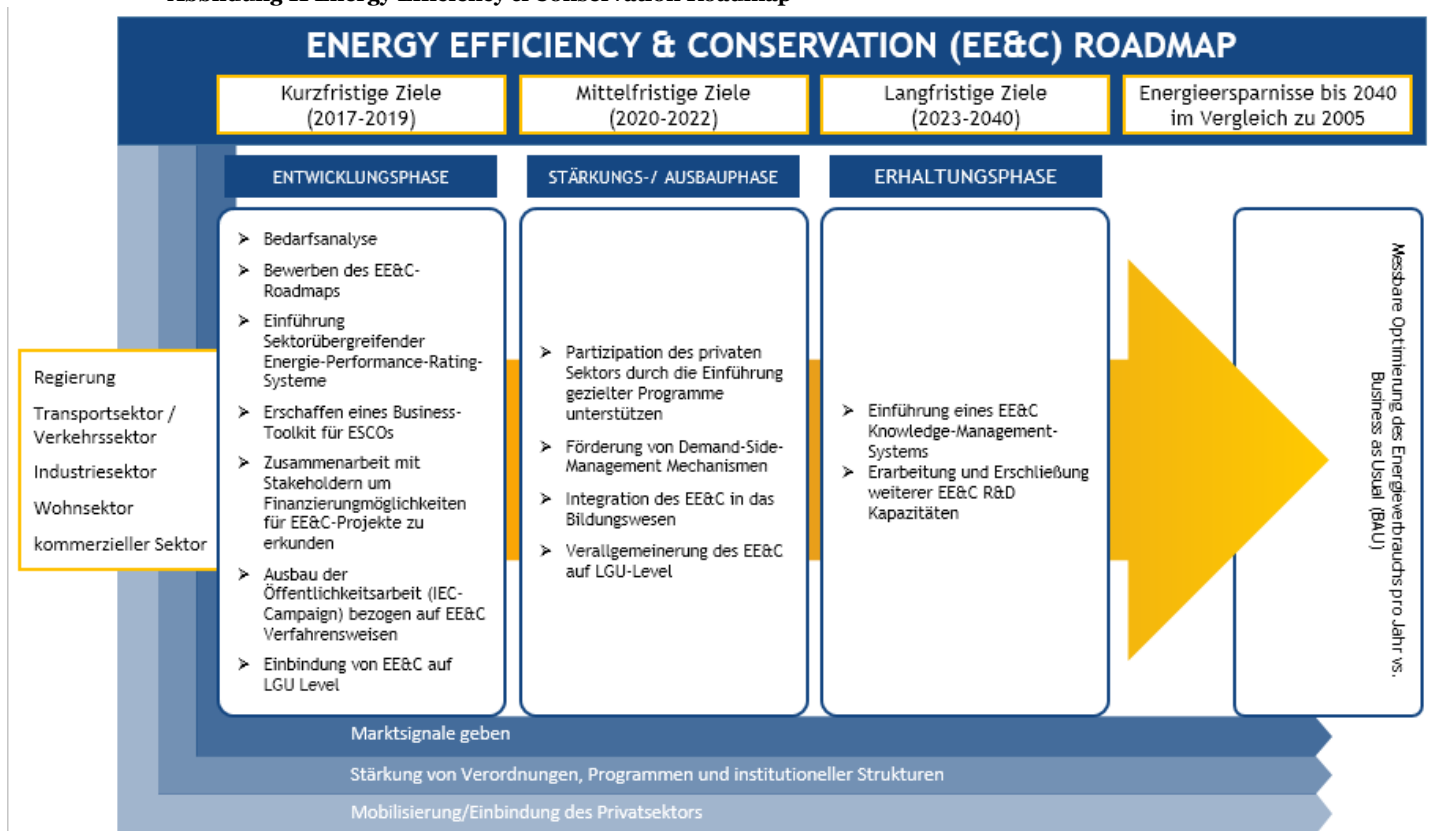 Abbildung 1: Energy Efficiency & Conservation Roadmap
ENERGY EFFICIENCY & CONSERVATION (EE&C) ROADMAP
Kurzfristige Ziele
(2017-2019)
Mittelfristige Ziele
(2020-2022)
Langfristige Ziele
(2023-2040)
Energieersparnisse bis 2040
im Vergleich zu 2005
ENTWICKLUNGSPHASE
STÄRKUNGS-/ AUSBAUPHASE
ERHALTUNGSPHASE
Regierung
Transportsektor /
Verkehrssektor
Industriesektor
Wohnsektor
kommerzieller Sektor
➤ Bedarfsanalyse
➤ Bewerben des EE&C-
Roadmaps
➤ Einführung
Sektorübergreifender
Energie-Performance-Rating-
Systeme
➤ Erschaffen eines Business-
Toolkit für ESCOs
➤ Zusammenarbeit mit
Stakeholdern um
Finanzierungmöglichkeiten
für EE&C-Projekte zu
erkunden
➤ Ausbau der
Öffentlichkeitsarbeit (IEC-
Campaign) bezogen auf EE&C
Verfahrensweisen
➤ Einbindung von EE&C auf
LGU Level
➤ Partizipation des privaten
Sektors durch die Einführung
gezielter Programme
unterstützen
➤ Förderung von Demand-Side-
Management Mechanismen
➤ Integration des EE&C in das
Bildungswesen
➤ Verallgemeinerung des EE&C
auf LGU-Level
➤ Einführung eines EE&C
Knowledge-Management-
Systems
➤ Erarbeitung und Erschließung
weiterer EE&C R&D
Kapazitäten
Messbare Optimierung des Energieverbrauchs pro Jahr vs.
Business as Usual (BAU)
Marktsignale geben
Stärkung von Verordnungen, Programmen und institutioneller Strukturen
Mobilisierung/Einbindung des Privatsektors